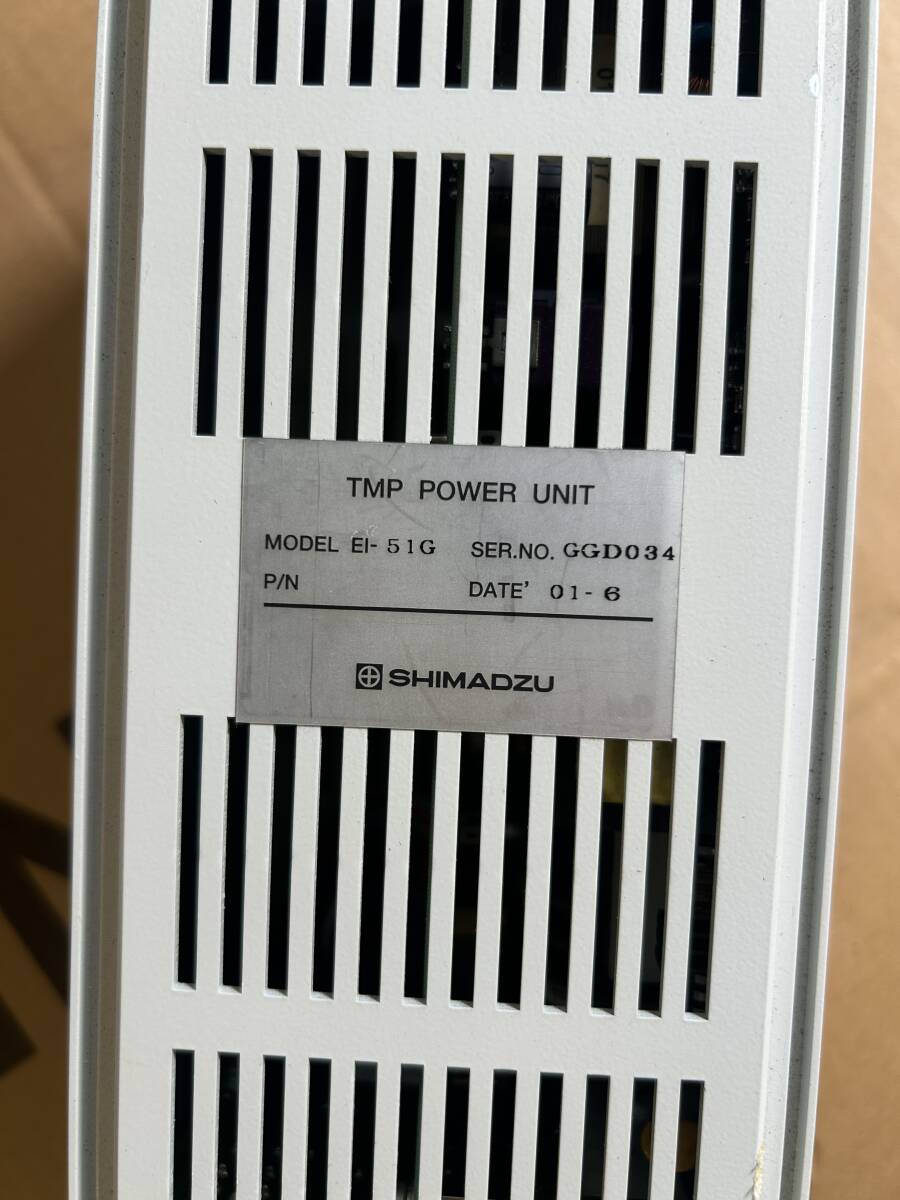 TMP POWER UNIT
MODEL EI-51G SER.NO. GGD034
P/N DATE' 01-6
SHIMADZU